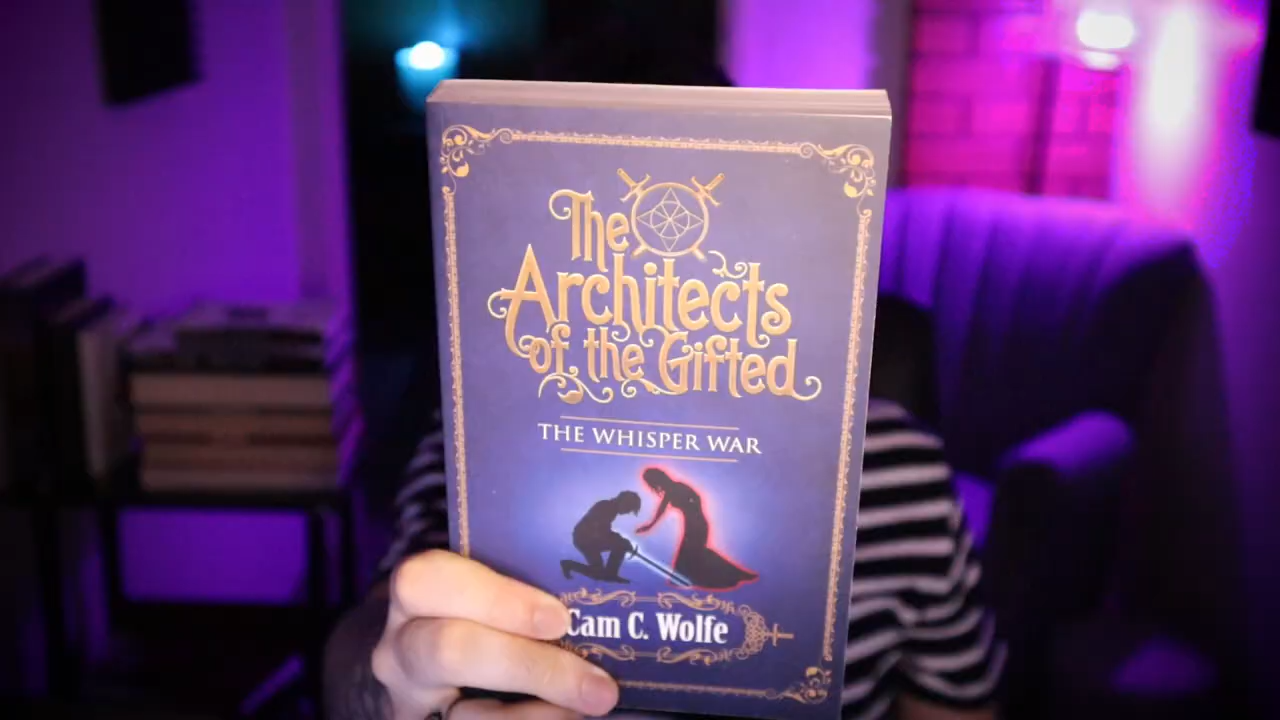 The
Architects
of the Gifted
THE WHISPER WAR
Cam C. Wolfe